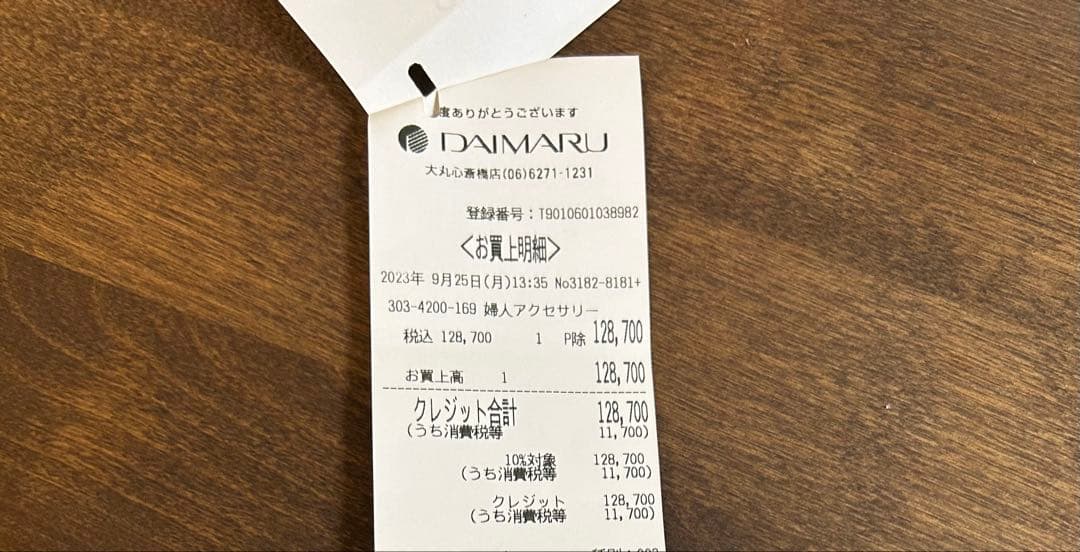 度ありがとうございます
DAIMARU
大丸心斎橋店(06)6271-1231
登録番号:T9010601038982
<お買上明細>
2023年 9月25日(月)13:35 No3182-8181+
303-4200-169 婦人アクセサリー
税込 128,700 1 P除 128,700
お買上高 1 128,700
クレジット合計 128,700
(うち消費税等 11,700)
10%対象 128,700
(うち消費税等 11,700)
クレジット 128,700
(うち消費税等 11,700)